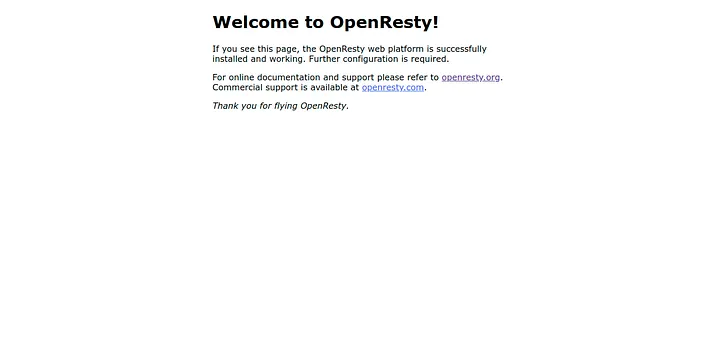 Welcome to OpenResty!
If you see this page, the OpenResty web platform is successfully
installed and working. Further configuration is required.
For online documentation and support please refer to openresty.org.
Commercial support is available at openresty.com.
Thank you for flying OpenResty.